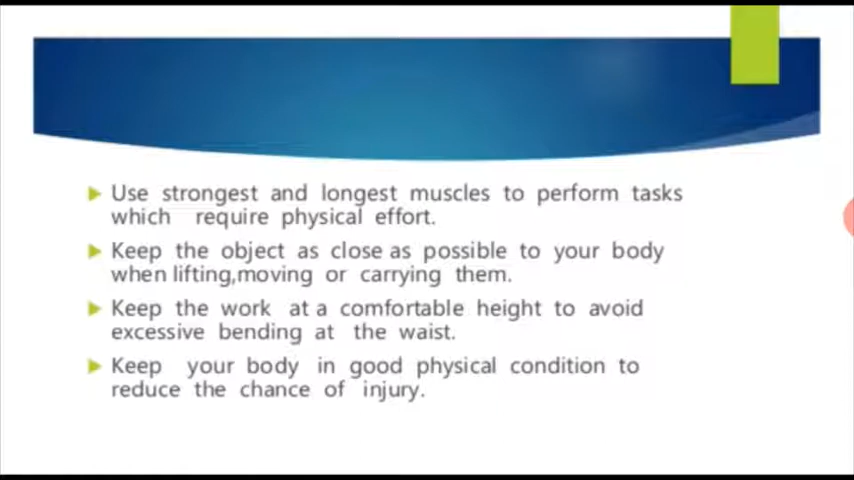 Use strongest and longest muscles to perform tasks
which require physical effort.
Keep the object as close as possible to your body
when lifting,moving or carrying them.
Keep the work at a comfortable height to avoid
excessive bending at the waist.
Keep your body in good physical condition to
reduce the chance of injury.